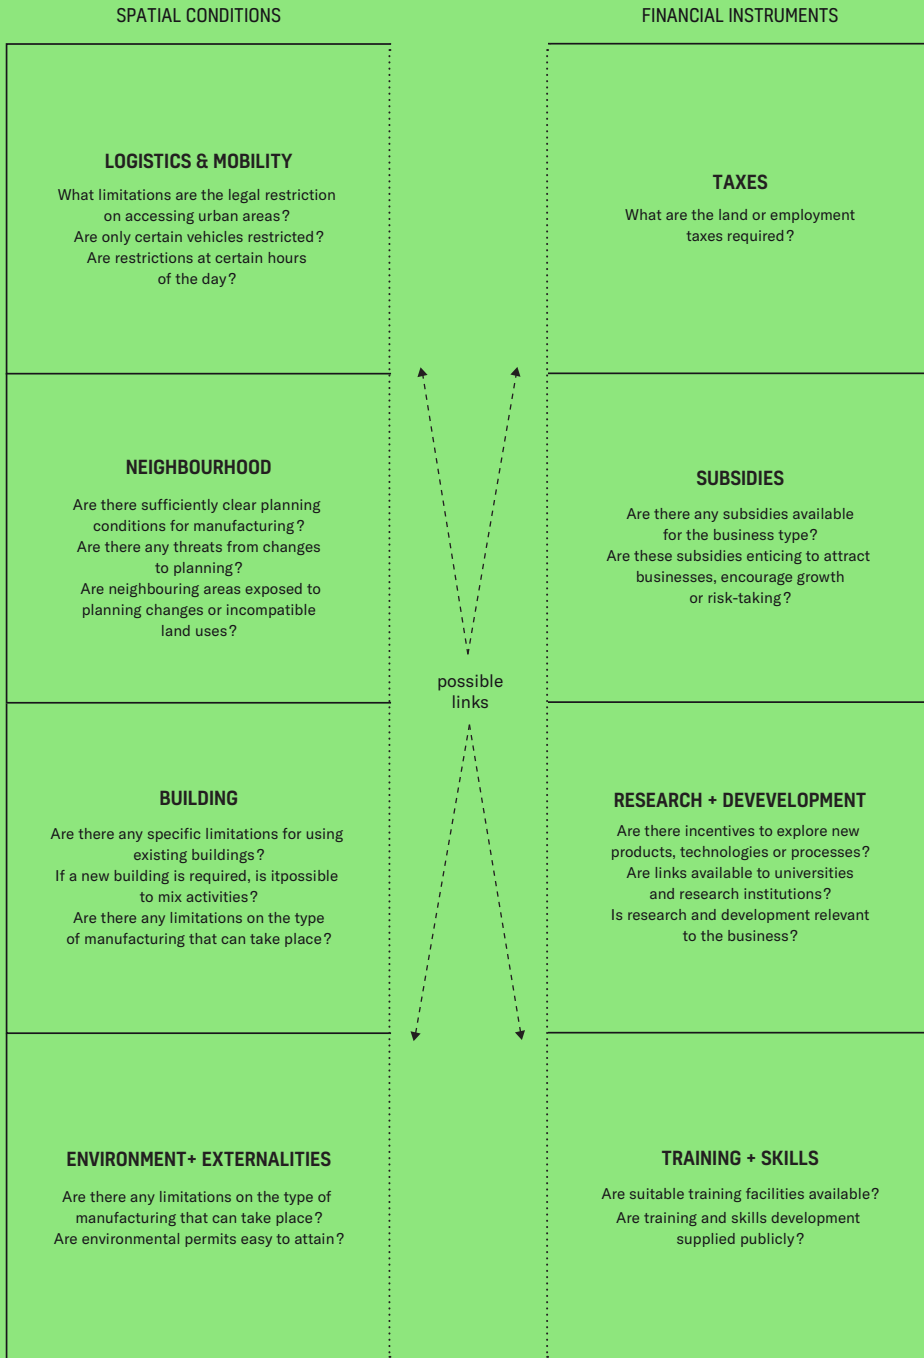 SPATIAL CONDITIONS
LOGISTICS & MOBILITY
What limitations are the legal restriction
on accessing urban areas?
Are only certain vehicles restricted?
Are restrictions at certain hours
of the day?
NEIGHBOURHOOD
Are there sufficiently clear planning
conditions for manufacturing?
Are there any threats from changes
to planning?
Are neighbouring areas exposed to
planning changes or incompatible
land uses?
BUILDING
Are there any specific limitations for using
existing buildings?
If a new building is required, is itpossible
to mix activities?
Are there any limitations on the type
of manufacturing that can take place?
ENVIRONMENT+ EXTERNALITIES
Are there any limitations on the type of
manufacturing that can take place?
Are environmental permits easy to attain?
possible
links
FINANCIAL INSTRUMENTS
TAXES
What are the land or employment
taxes required?
SUBSIDIES
Are there any subsidies available
for the business type?
Are these subsidies enticing to attract
businesses, encourage growth
or risk-taking?
RESEARCH + DEVEVELOPMENT
Are there incentives to explore new
products, technologies or processes?
Are links available to universities
and research institutions?
Is research and development relevant
to the business?
TRAINING + SKILLS
Are suitable training facilities available?
Are training and skills development
supplied publicly?